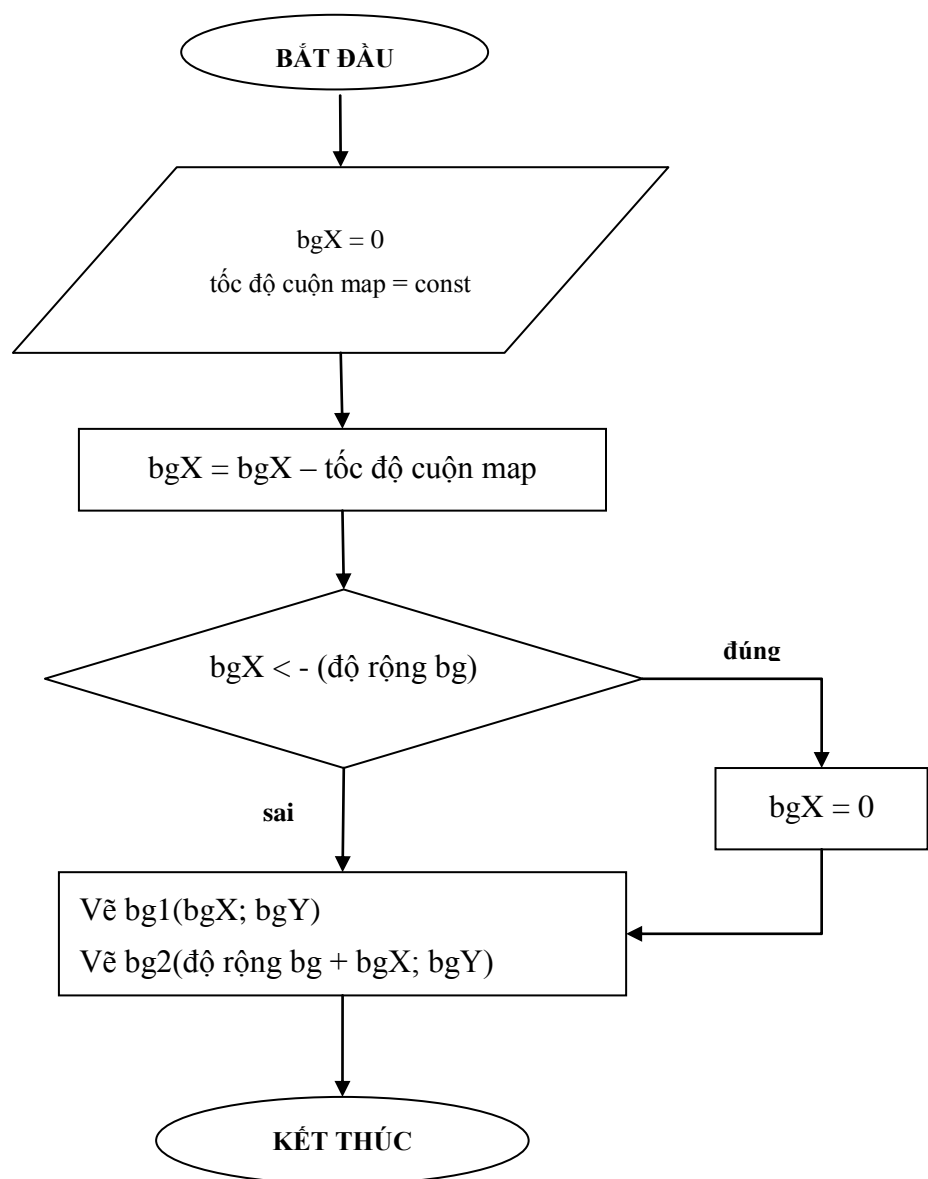 BẮT ĐẦU
bgX = 0
tốc độ cuộn map = const
bgX = bgX – tốc độ cuộn map
bgX < - (độ rộng bg)
đúng
bgX = 0
sai
Vẽ bg1(bgX; bgY)
Vẽ bg2(độ rộng bg + bgX; bgY)
KẾT THÚC